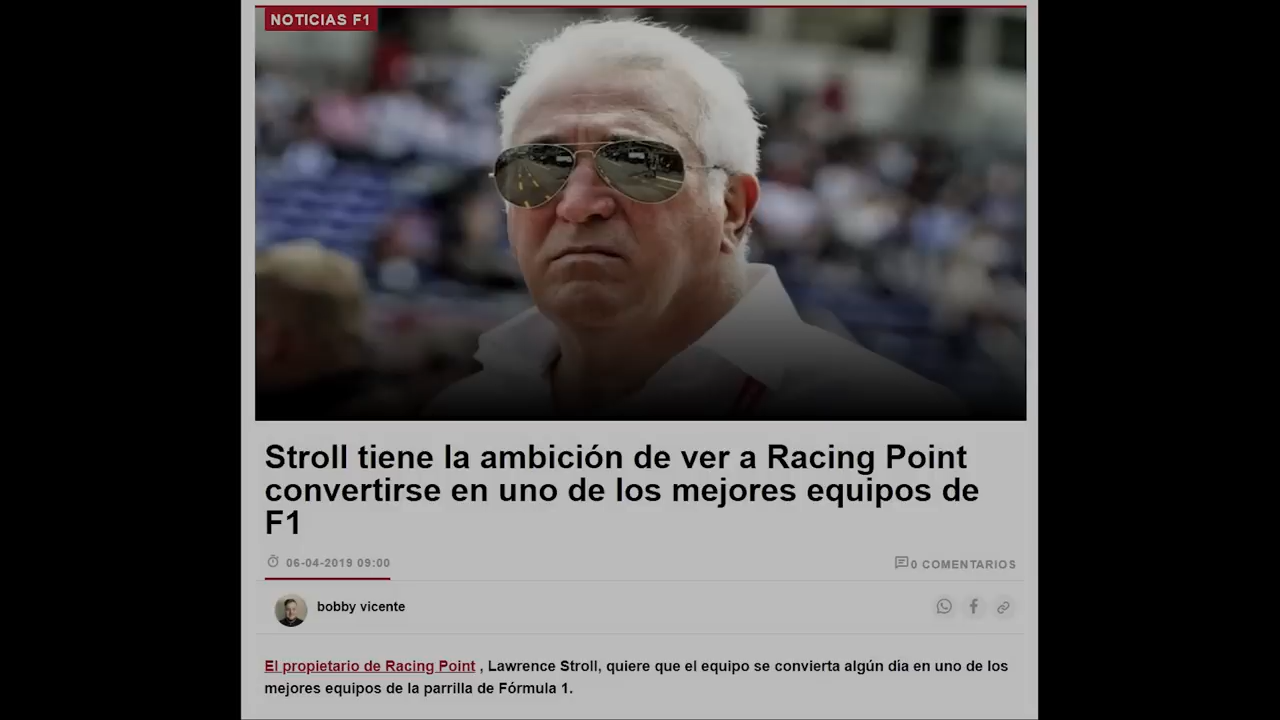 NOTICIAS F1
Stroll tiene la ambición de ver a Racing Point
convertirse en uno de los mejores equipos de
F1
06-04-2019 09:00
0 COMENTARIOS
bobby vicente
El propietario de Racing Point , Lawrence Stroll, quiere que el equipo se convierta algún día en uno de los
mejores equipos de la parrilla de Fórmula 1.